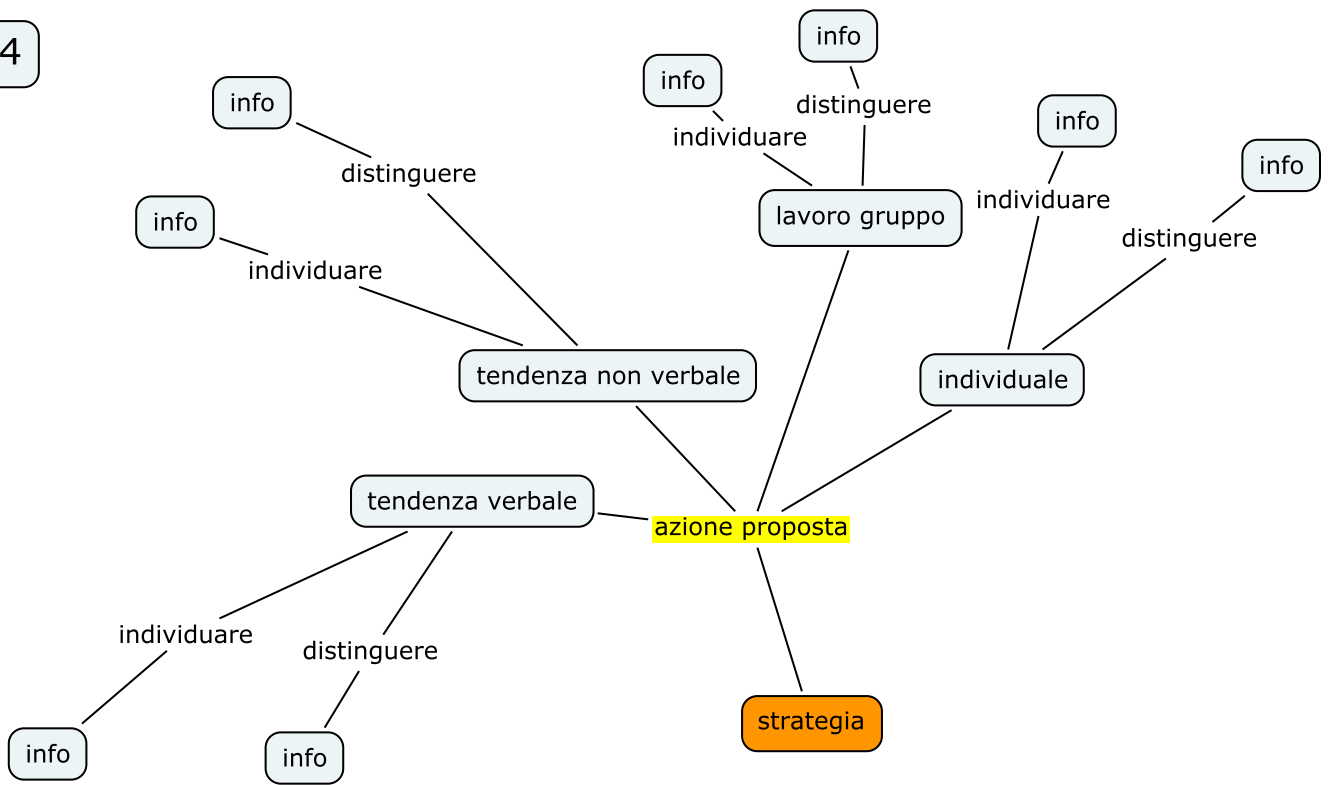 4
info
info
info
distinguere
individuare
info
info
distinguere
info
individuare
individuare
lavoro gruppo
distinguere
info
individuare
tendenza non verbale
individuale
tendenza verbale
azione proposta
individuare
distinguere
strategia
info
info